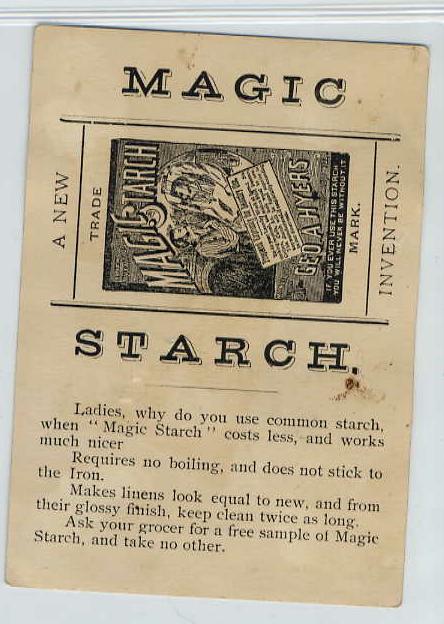 MAGIC
A NEW
TRADE
MAGIC STARCH
GEO. A. HYERS
IF YOU EVER USE THIS STARCH
YOU WILL NEVER BE WITHOUT IT
MARK.
INVENTION.
STARCH.
Ladies, why do you use common starch,
when “Magic Starch” costs less, and works
much nicer
Requires no boiling, and does not stick to
the Iron.
Makes linens look equal to new, and from
their glossy finish, keep clean twice as long.
Ask your grocer for a free sample of Magic
Starch, and take no other.